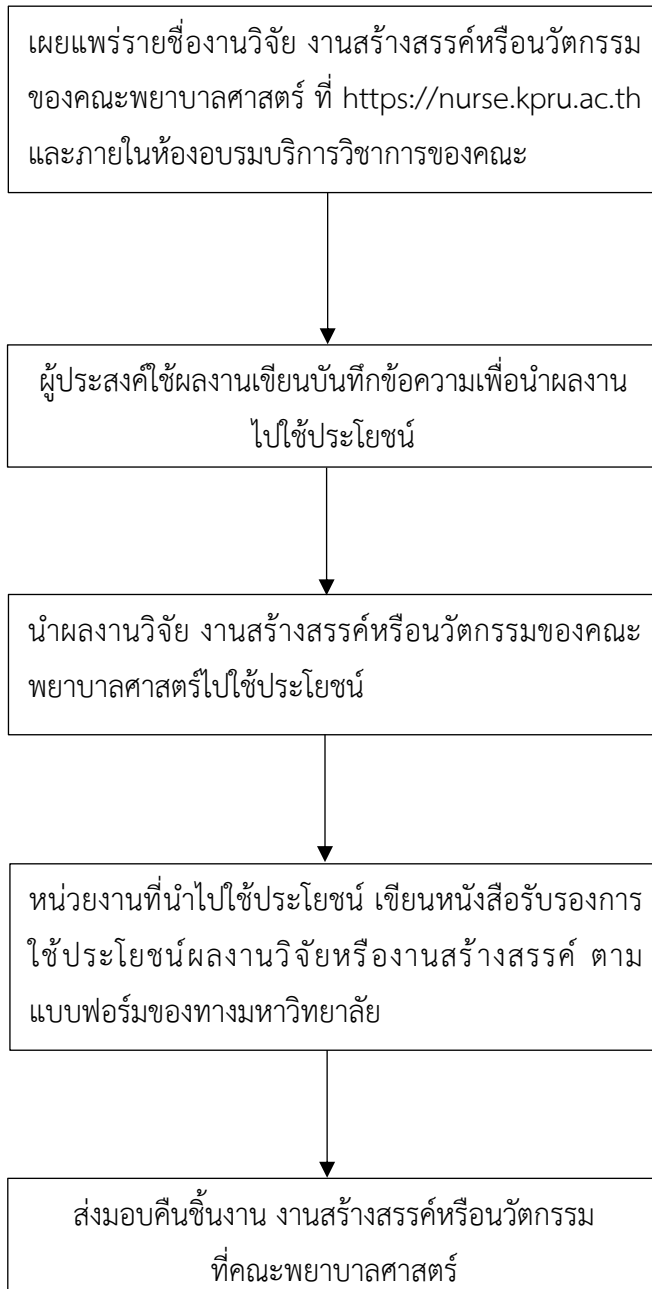 เผยแพร่รายชื่องานวิจัย งานสร้างสรรค์หรือนวัตกรรม
ของคณะพยาบาลศาสตร์ ที่ https://nurse.kpru.ac.th
และภายในห้องอบรมบริการวิชาการของคณะ
ผู้ประสงค์ใช้ผลงานเขียนบันทึกข้อความเพื่อนำผลงาน
ไปใช้ประโยชน์
นำผลงานวิจัย งานสร้างสรรค์หรือนวัตกรรมของคณะ
พยาบาลศาสตร์ไปใช้ประโยชน์
หน่วยงานที่นำไปใช้ประโยชน์ เขียนหนังสือรับรองการ
ใช้ประโยชน์ผลงานวิจัยหรืองานสร้างสรรค์ ตาม
แบบฟอร์มของทางมหาวิทยาลัย
ส่งมอบคืนชิ้นงาน งานสร้างสรรค์หรือนวัตกรรม
ที่คณะพยาบาลศาสตร์